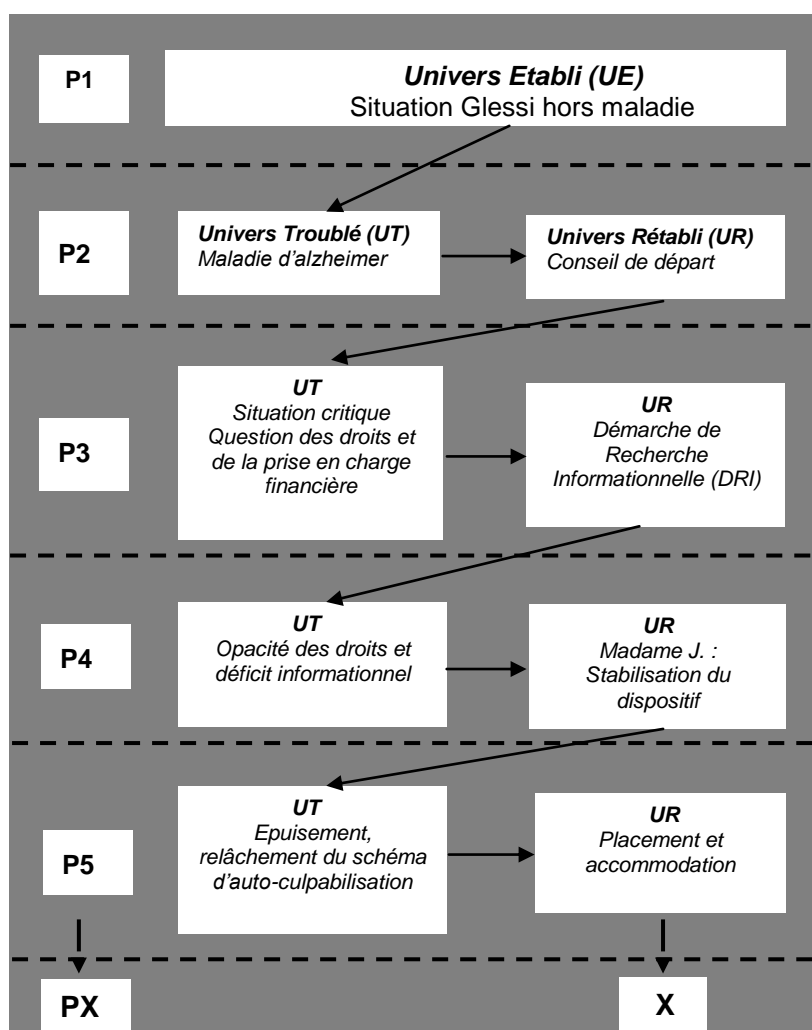 P1
Univers Etabli (UE)
Situation Glessi hors maladie
P2
Univers Troublé (UT)
Maladie d'alzheimer
Univers Rétabli (UR)
Conseil de départ
P3
UT
Situation critique
Question des droits et
de la prise en charge
financière
UR
Démarche de
Recherche
Informationnelle (DRI)
P4
UT
Opacité des droits et
déficit informationnel
UR
Madame J. :
Stabilisation du
dispositif
P5
UT
Epuisement,
relâchement du schéma
d'auto-culpabilisation
UR
Placement et
accommodation
PX
X